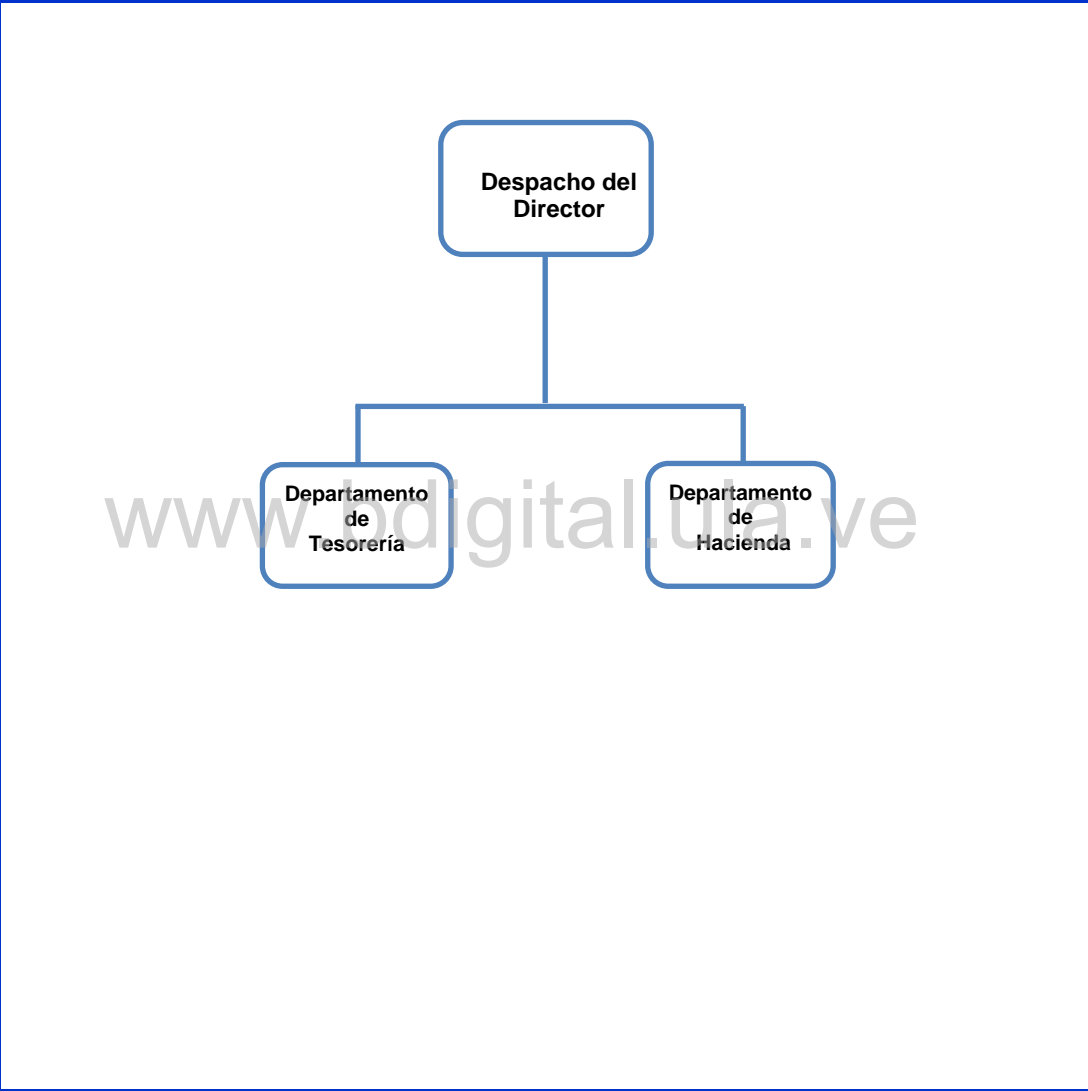 Despacho del
Director
Departamento
de
Tesorería
Departamento
de
Hacienda
www.bdigital.ula.ve